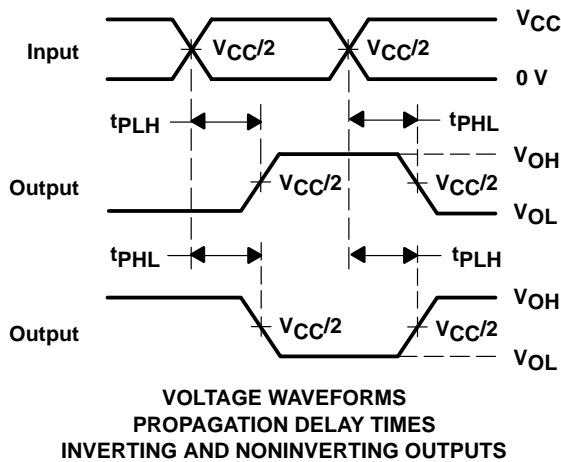 VCC
Input VCC/2 VCC/2
0 V
tPLH tPHL
VOH
Output VCC/2 VCC/2
VOL
tPHL tPLH
VOH
Output VCC/2 VCC/2
VOL
VOLTAGE WAVEFORMS
PROPAGATION DELAY TIMES
INVERTING AND NONINVERTING OUTPUTS